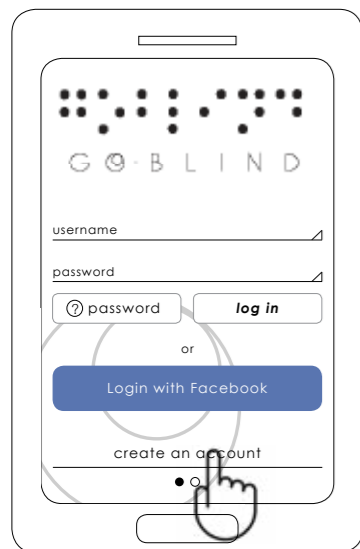 GO·BLIND
username
password
? password log in
or
Login with Facebook
create an account